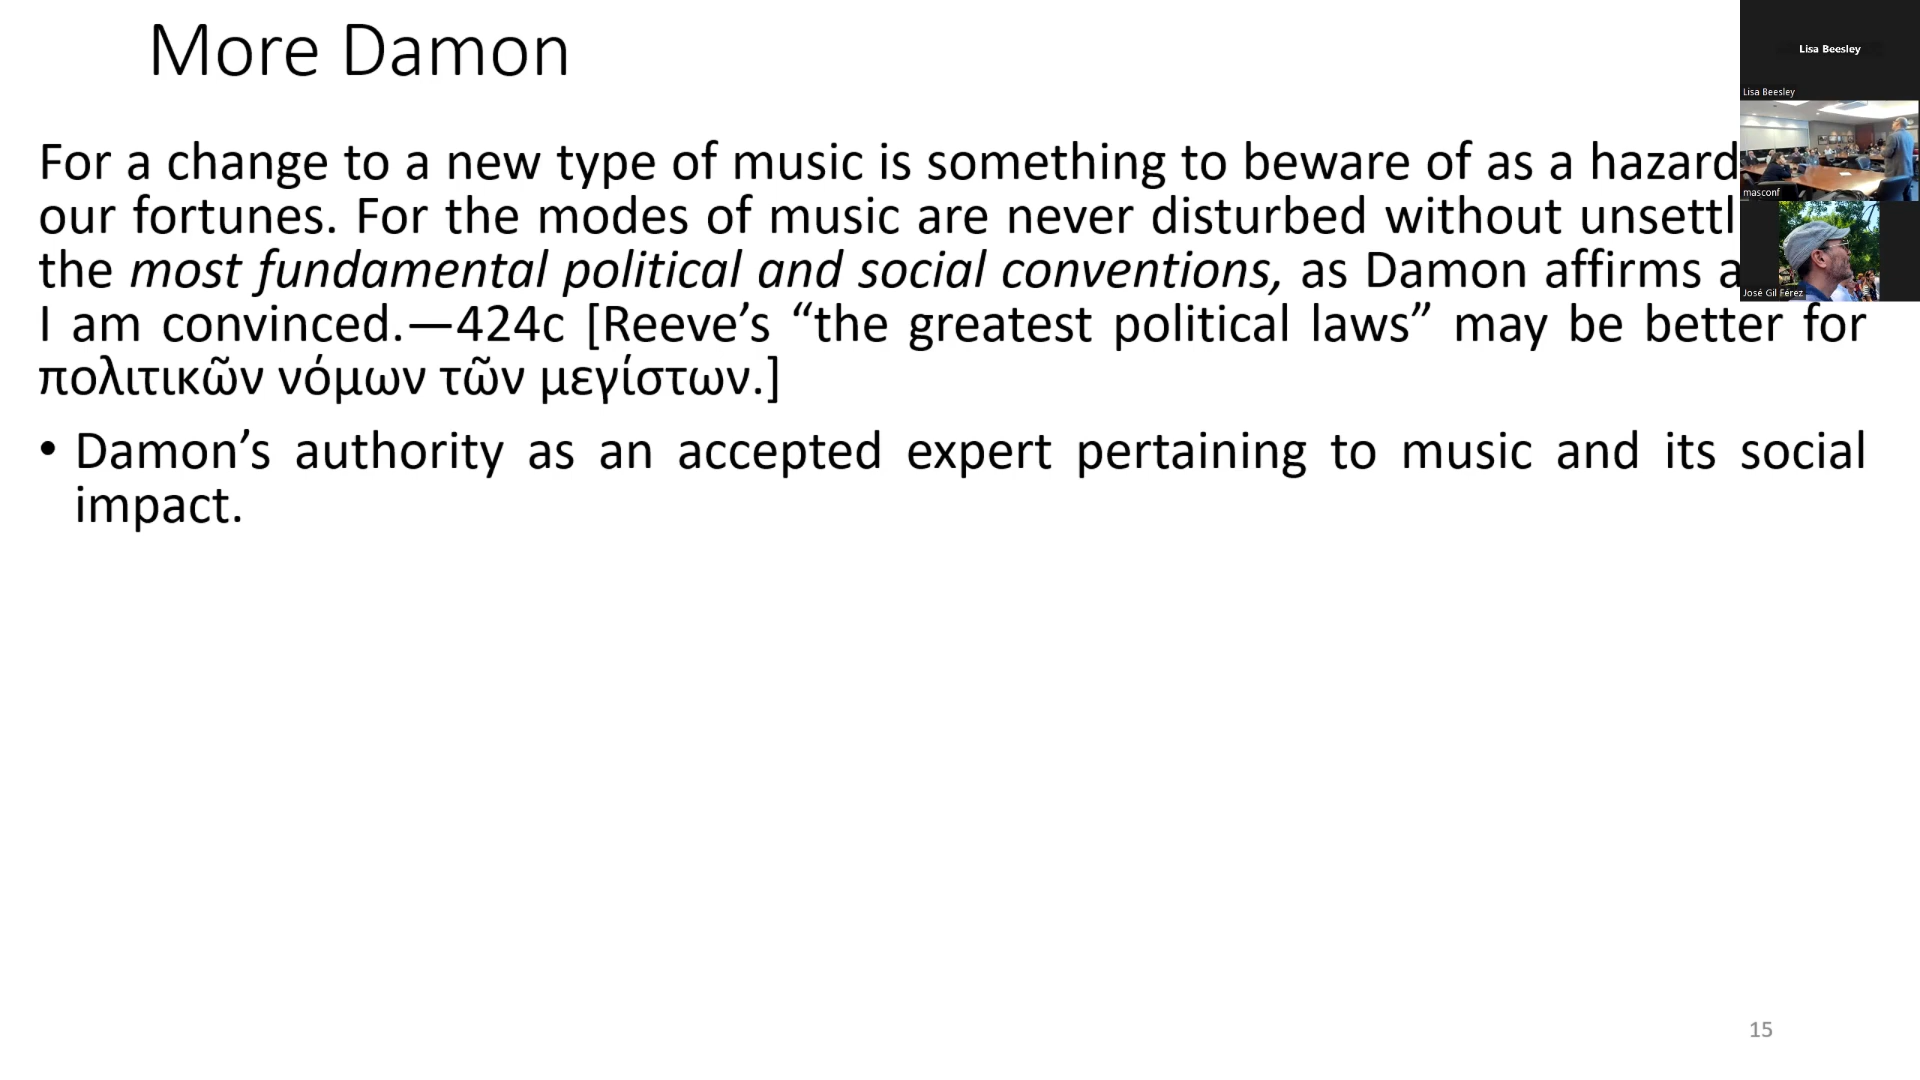 More Damon
For a change to a new type of music is something to beware of as a hazard
our fortunes. For the modes of music are never disturbed without unsettl
the most fundamental political and social conventions, as Damon affirms a
I am convinced.—424c [Reeve’s “the greatest political laws” may be better for
πολιτικῶν νόμων τῶν μεγίστων.]
• Damon’s authority as an accepted expert pertaining to music and its social
impact.
15
Lisa Beesley
Lisa Beesley
masconf
José Gil Férez